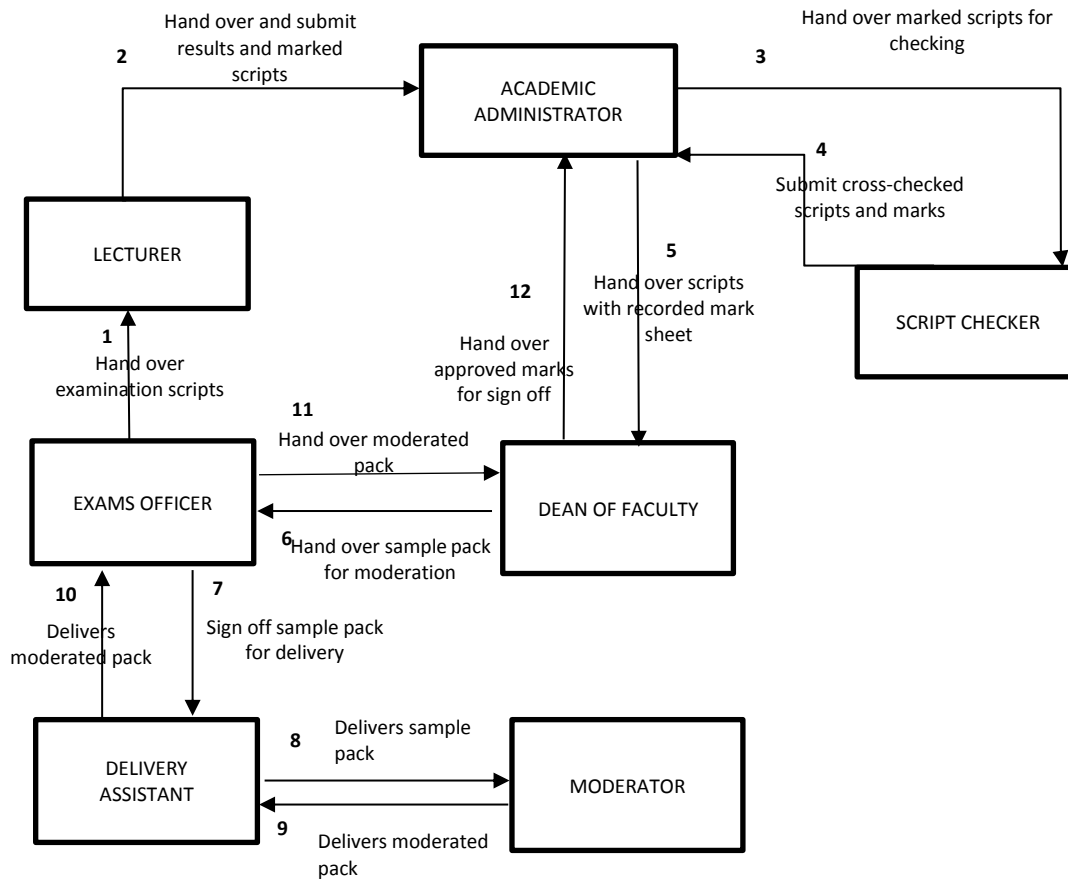 2
Hand over and submit
results and marked
scripts
Hand over marked scripts for
checking
3
ACADEMIC
ADMINISTRATOR
4
Submit cross-checked
scripts and marks
LECTURER
5
Hand over scripts
with recorded mark
sheet
SCRIPT CHECKER
12
Hand over
approved marks
for sign off
1
Hand over
examination scripts
11
Hand over moderated
pack
EXAMS OFFICER
DEAN OF FACULTY
6
Hand over sample pack
for moderation
10
Delivers
moderated pack
7
Sign off sample pack
for delivery
8
Delivers sample
pack
DELIVERY
ASSISTANT
MODERATOR
9
Delivers moderated
pack